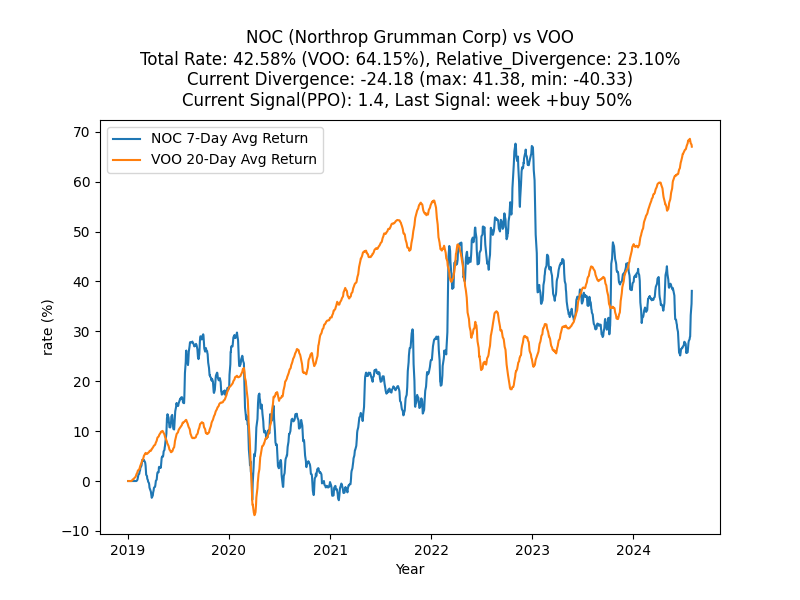 NOC (Northrop Grumman Corp) vs VOO
Total Rate: 42.58% (VOO: 64.15%), Relative_Divergence: 23.10%
Current Divergence: -24.18 (max: 41.38, min: -40.33)
Current Signal(PPO): 1.4, Last Signal: week +buy 50%
NOC 7-Day Avg Return
VOO 20-Day Avg Return
rate (%)
70
60
50
40
30
20
10
0
−10
2019 2020 2021 2022 2023 2024
Year